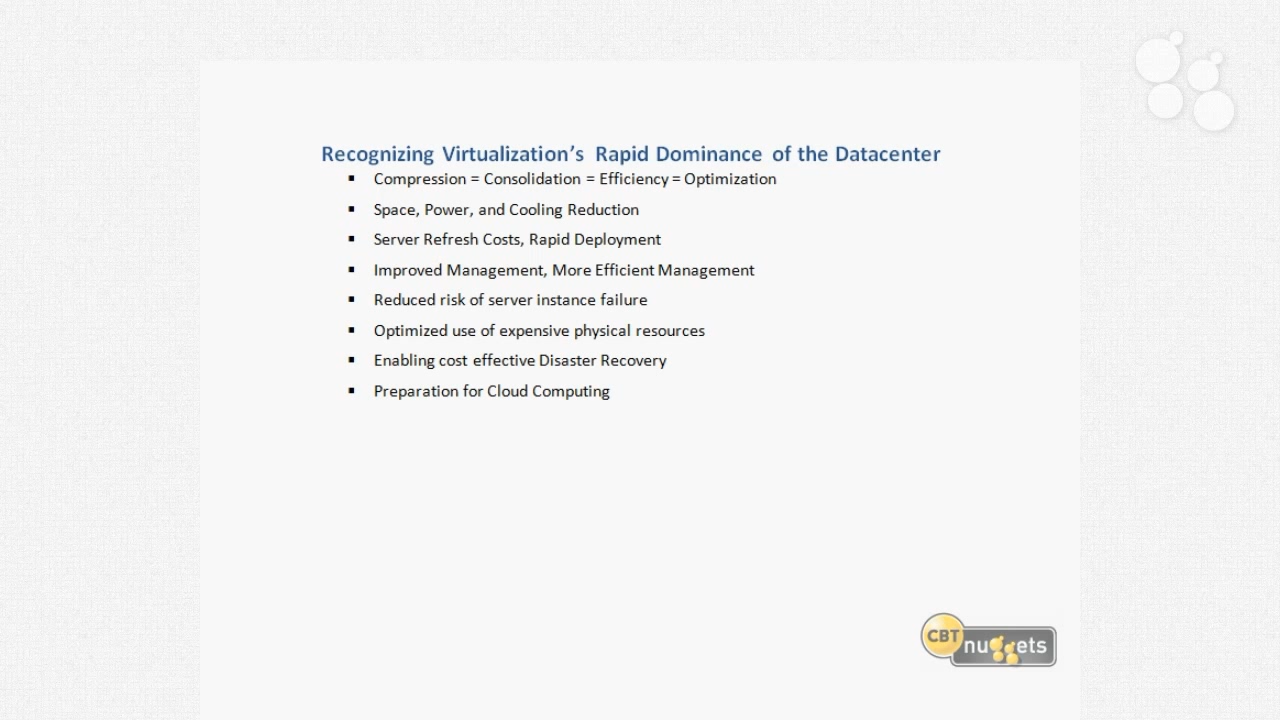 Recognizing Virtualization’s Rapid Dominance of the Datacenter
▪ Compression = Consolidation = Efficiency = Optimization
▪ Space, Power, and Cooling Reduction
▪ Server Refresh Costs, Rapid Deployment
▪ Improved Management, More Efficient Management
▪ Reduced risk of server instance failure
▪ Optimized use of expensive physical resources
▪ Enabling cost effective Disaster Recovery
▪ Preparation for Cloud Computing
CBT nuggets